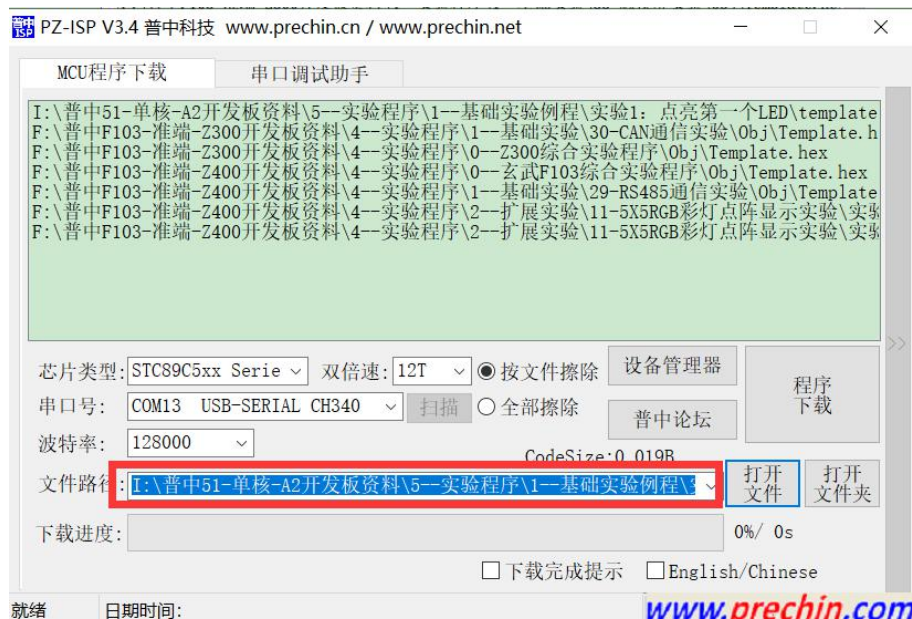 普中ISP PZ-ISP V3.4 普中科技 www.prechin.cn / www.prechin.net
MCU程序下载 串口调试助手
I:\普中51-单核-A2开发板资料\5--实验程序\1--基础实验例程\实验1: 点亮第一个LED\template
F:\普中F103-准端-Z300开发板资料\4--实验程序\1--基础实验\30-CAN通信实验\Obj\Template.h
F:\普中F103-准端-Z300开发板资料\4--实验程序\0--Z300综合实验程序\Obj\Template.hex
F:\普中F103-准端-Z400开发板资料\4--实验程序\0--玄武F103综合实验程序\Obj\Template.hex
F:\普中F103-准端-Z400开发板资料\4--实验程序\1--基础实验\29-RS485通信实验\Obj\Template
F:\普中F103-准端-Z400开发板资料\4--实验程序\2--扩展实验\11-5X5RGB彩灯点阵显示实验\实验
F:\普中F103-准端-Z400开发板资料\4--实验程序\2--扩展实验\11-5X5RGB彩灯点阵显示实验\实验
>>
芯片类型: STC89C5xx Serie 双倍速: 12T 按文件擦除 设备管理器
程序下载
串口号: COM13 USB-SERIAL CH340 扫描 全部擦除 普中论坛
波特率: 128000
CodeSize:0.019B
文件路径: I:\普中51-单核-A2开发板资料\5--实验程序\1--基础实验例程\ 打开文件 打开文件夹
下载进度: 0%/ 0s
下载完成提示 English/Chinese
就绪 日期时间: www.prechin.com